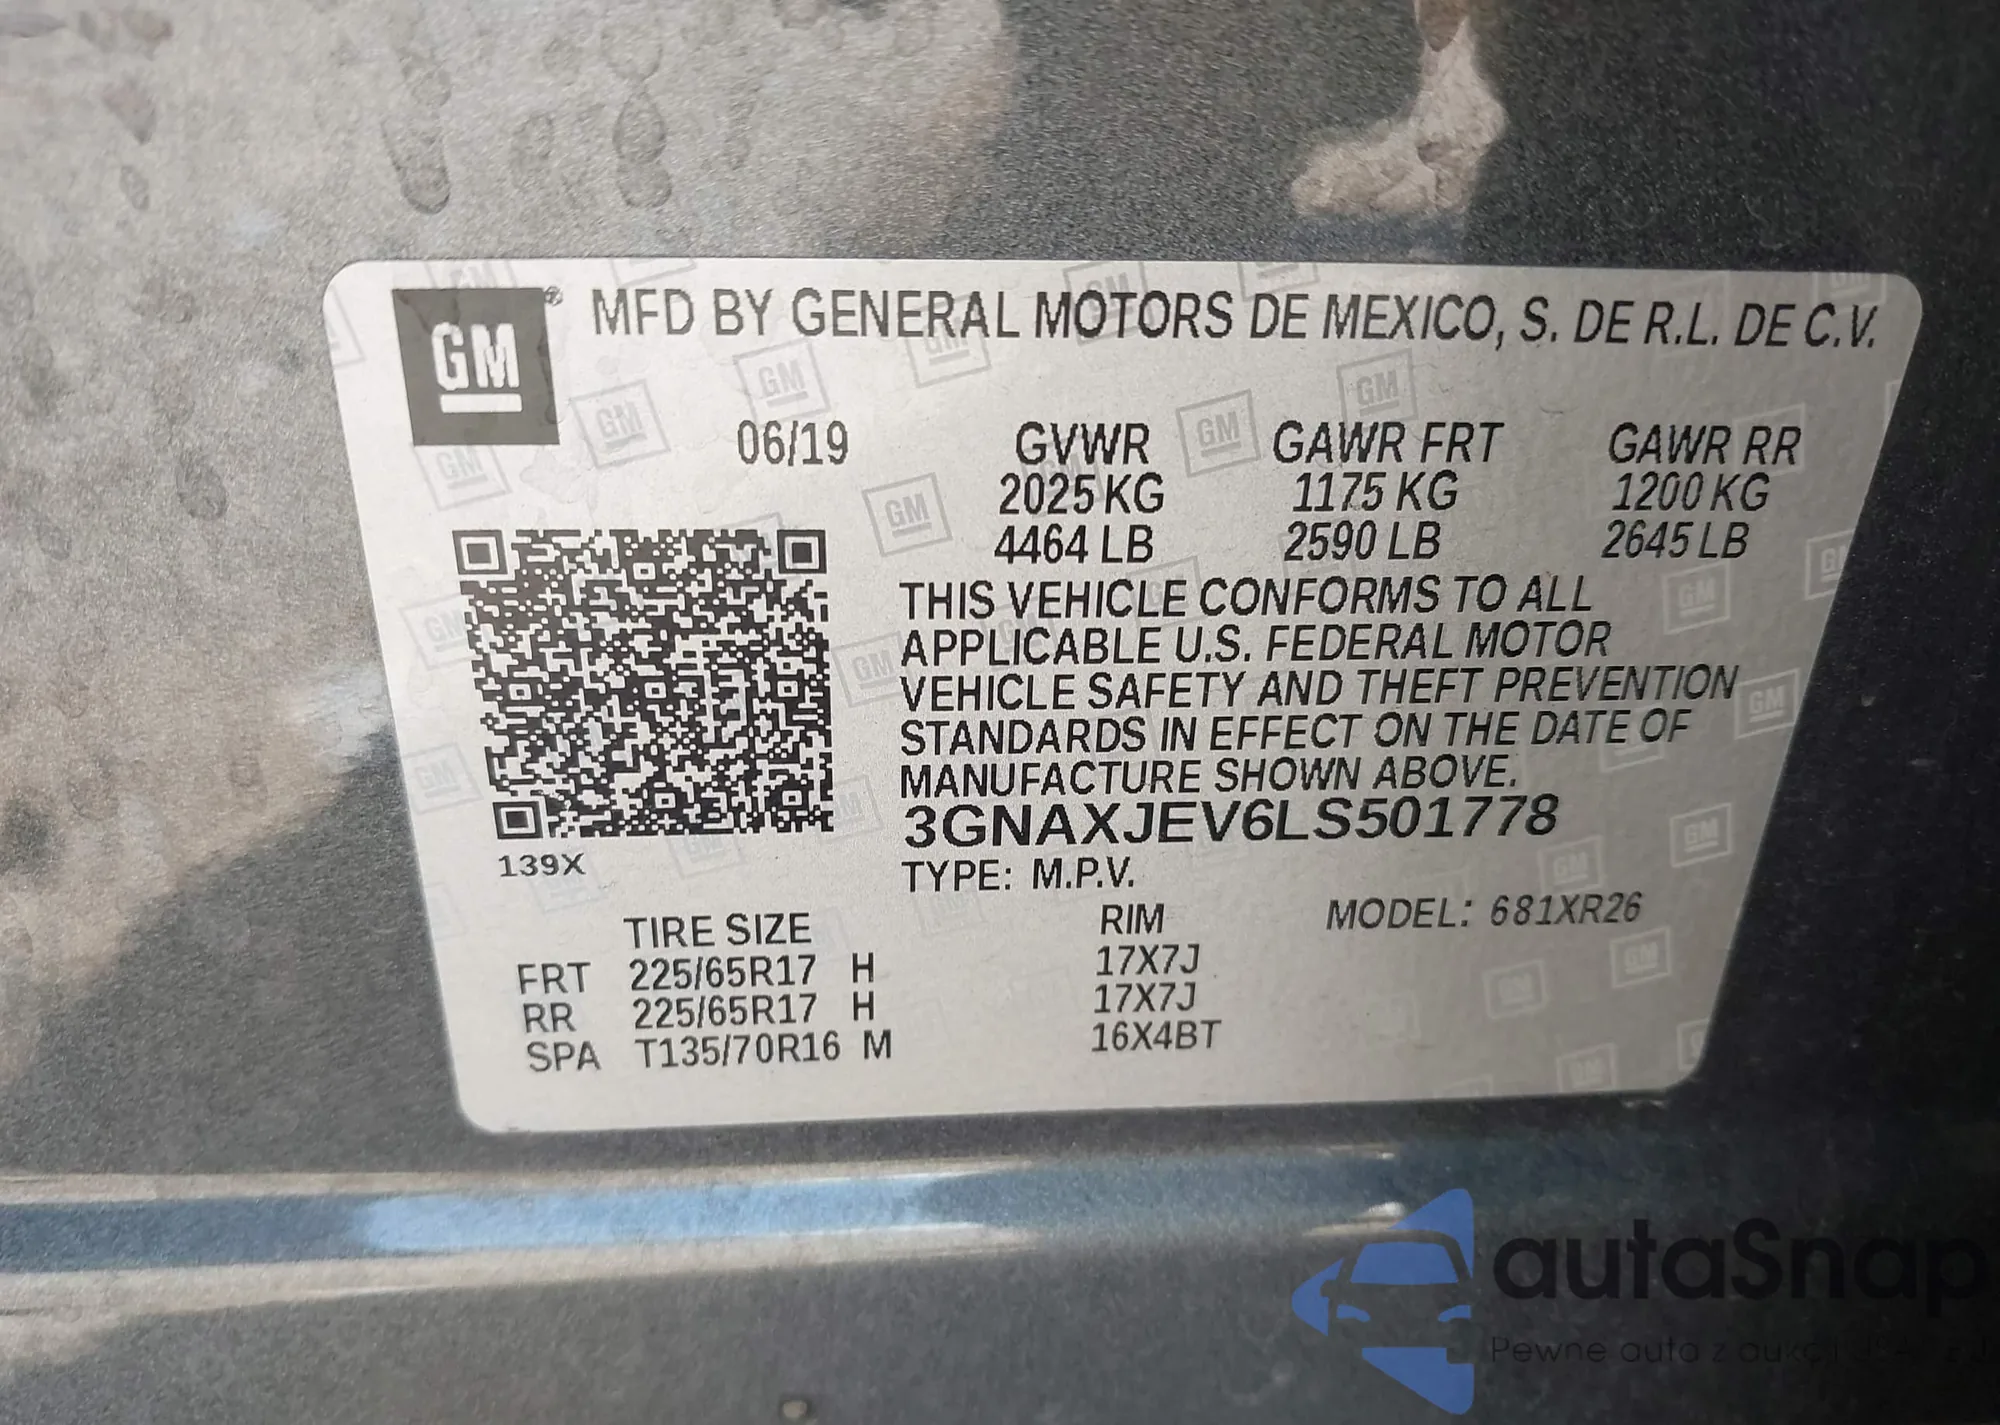 GM
MFD BY GENERAL MOTORS DE MEXICO, S. DE R.L. DE C.V.
06/19 GVWR GAWR FRT GAWR RR
2025 KG 1175 KG 1200 KG
4464 LB 2590 LB 2645 LB
THIS VEHICLE CONFORMS TO ALL
APPLICABLE U.S. FEDERAL MOTOR
VEHICLE SAFETY AND THEFT PREVENTION
STANDARDS IN EFFECT ON THE DATE OF
MANUFACTURE SHOWN ABOVE.
3GNAXJEV6LS501778
139X
TYPE: M.P.V.
TIRE SIZE RIM MODEL: 681XR26
FRT 225/65R17 H 17X7J
RR 225/65R17 H 17X7J
SPA T135/70R16 M 16X4BT
autaSnap
Pewne auta z aukcji